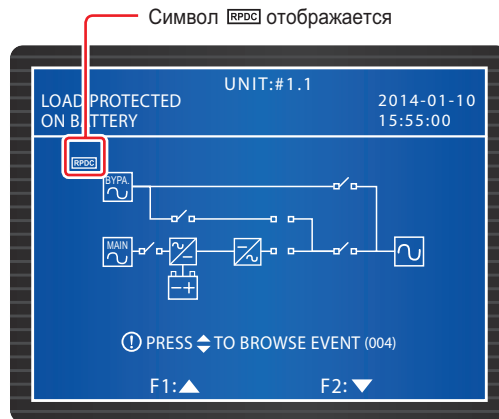 Символ RPDC отображается
UNIT:#1.1
LOAD PROTECTED
ON BATTERY
2014-01-10
15:55:00
RPDC
BYPA.
MAIN
PRESS TO BROWSE EVENT (004)
F1: F2: